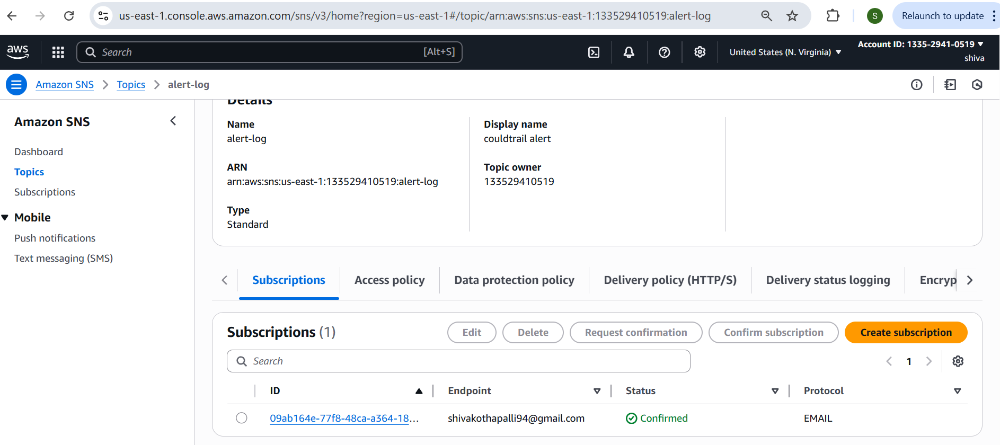 us-east-1.console.aws.amazon.com/sns/v3/home?region=us-east-1#/topic/arn:aws:sns:us-east-1:133529410519:alert-log
S
Relaunch to update
aws
Search
[Alt+S]
United States (N. Virginia)
Account ID: 1335-2941-0519
shiva
Amazon SNS
Topics
alert-log
Amazon SNS
Dashboard
Topics
Subscriptions
Mobile
Push notifications
Text messaging (SMS)
Details
Name
alert-log
ARN
arn:aws:sns:us-east-1:133529410519:alert-log
Type
Standard
Display name
couldtrail alert
Topic owner
133529410519
Subscriptions
Access policy
Data protection policy
Delivery policy (HTTP/S)
Delivery status logging
Encryp
Subscriptions (1)
Edit
Delete
Request confirmation
Confirm subscription
Create subscription
Search
1
ID
Endpoint
Status
Protocol
09ab164e-77f8-48ca-a364-18...
shivakothapalli94@gmail.com
Confirmed
EMAIL